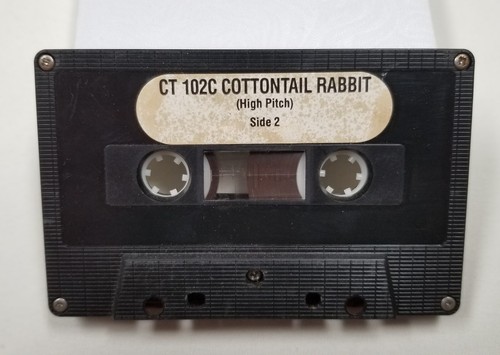 CT 102C COTTONTAIL RABBIT
(High Pitch)
Side 2